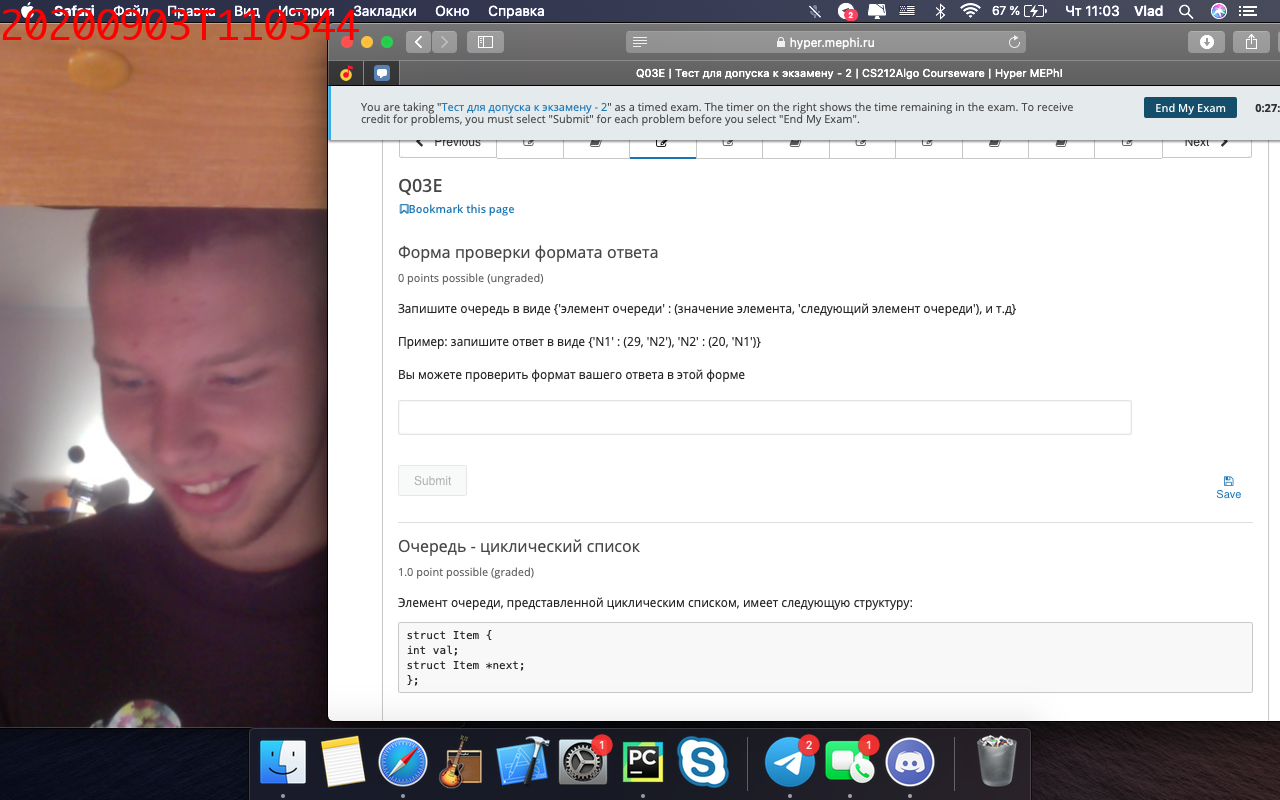 20200903T110344
Safari Файл Правка Вид История Закладки Окно Справка
2
67 % Чт 11:03 Vlad
hyper.mephi.ru
Q03E | Тест для допуска к экзамену - 2 | CS212Algo Courseware | Hyper MEPhI
You are taking "Тест для допуска к экзамену - 2" as a timed exam. The timer on the right shows the time remaining in the exam. To receive
credit for problems, you must select "Submit" for each problem before you select "End My Exam".
End My Exam
0:27:
Previous
Next
Q03E
Bookmark this page
Форма проверки формата ответа
0 points possible (ungraded)
Запишите очередь в виде {'элемент очереди' : (значение элемента, 'следующий элемент очереди'), и т.д}
Пример: запишите ответ в виде {'N1' : (29, 'N2'), 'N2' : (20, 'N1')}
Вы можете проверить формат вашего ответа в этой форме
Submit
Save
Очередь - циклический список
1.0 point possible (graded)
Элемент очереди, представленной циклическим списком, имеет следующую структуру:
struct Item {
int val;
struct Item *next;
};
1
PC
2
1